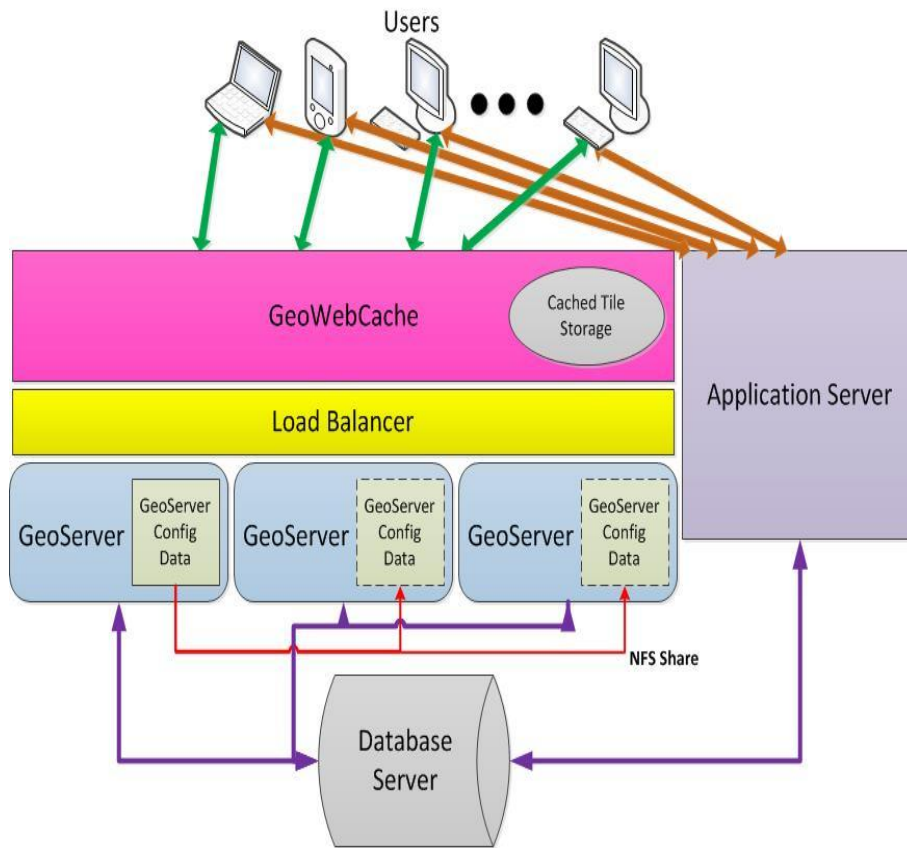 Users
GeoWebCache
Cached Tile
Storage
Application Server
Load Balancer
GeoServer
GeoServer
Config
Data
GeoServer
GeoServer
Config
Data
GeoServer
GeoServer
Config
Data
NFS Share
Database
Server